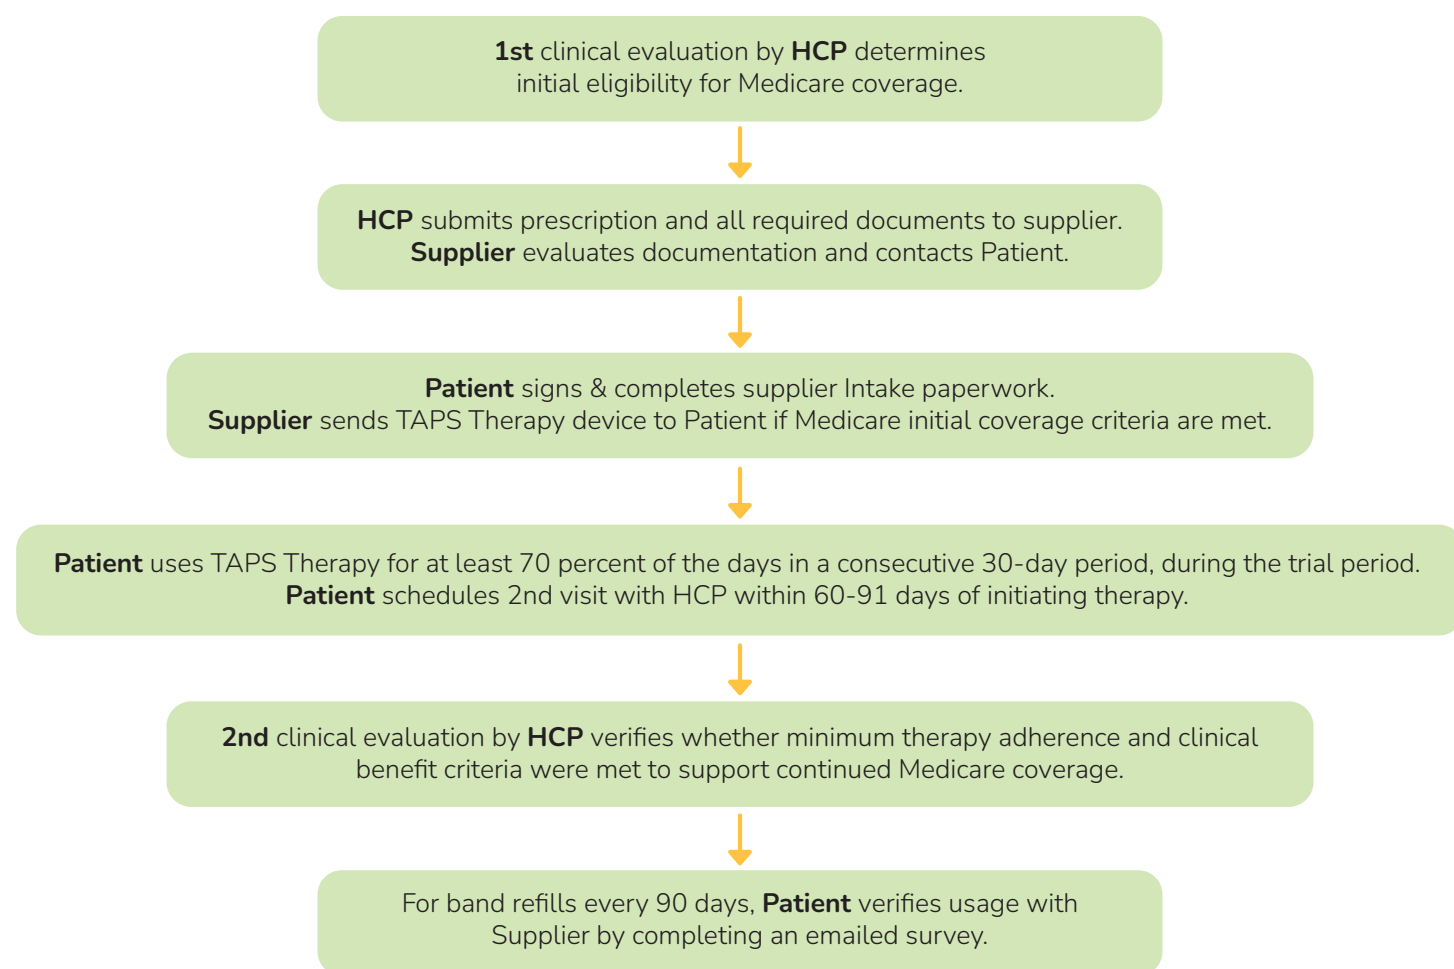 1st clinical evaluation by HCP determines
initial eligibility for Medicare coverage.
HCP submits prescription and all required documents to supplier.
Supplier evaluates documentation and contacts Patient.
Patient signs & completes supplier Intake paperwork.
Supplier sends TAPS Therapy device to Patient if Medicare initial coverage criteria are met.
Patient uses TAPS Therapy for at least 70 percent of the days in a consecutive 30-day period, during the trial period.
Patient schedules 2nd visit with HCP within 60-91 days of initiating therapy.
2nd clinical evaluation by HCP verifies whether minimum therapy adherence and clinical
benefit criteria were met to support continued Medicare coverage.
For band refills every 90 days, Patient verifies usage with
Supplier by completing an emailed survey.